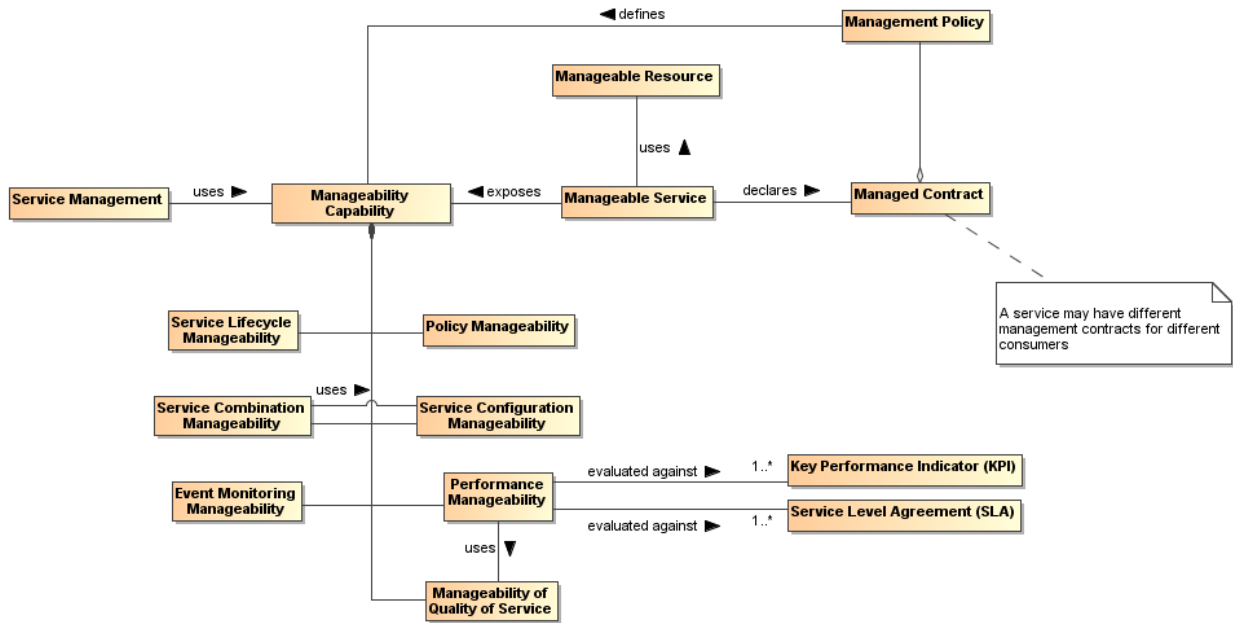 defines
Management Policy
Manageable Resource
uses
Service Management
uses
Manageability
Capability
exposes
Manageable Service
declares
Managed Contract
A service may have different
management contracts for different
consumers
Service Lifecycle
Manageability
Policy Manageability
uses
Service Combination
Manageability
Service Configuration
Manageability
Event Monitoring
Manageability
Performance
Manageability
evaluated against
1..*
Key Performance Indicator (KPI)
evaluated against
1..*
Service Level Agreement (SLA)
uses
Manageability of
Quality of Service